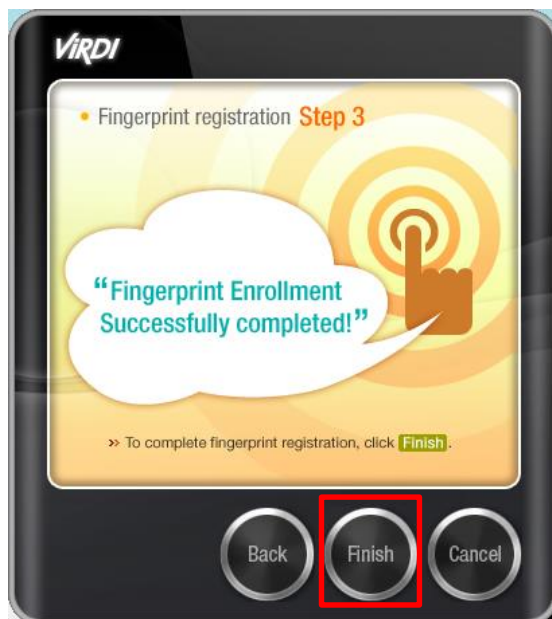 ViRDI
• Fingerprint registration Step 3
“Fingerprint Enrollment
Successfully completed!”
» To complete fingerprint registration, click Finish.
Back Finish Cancel